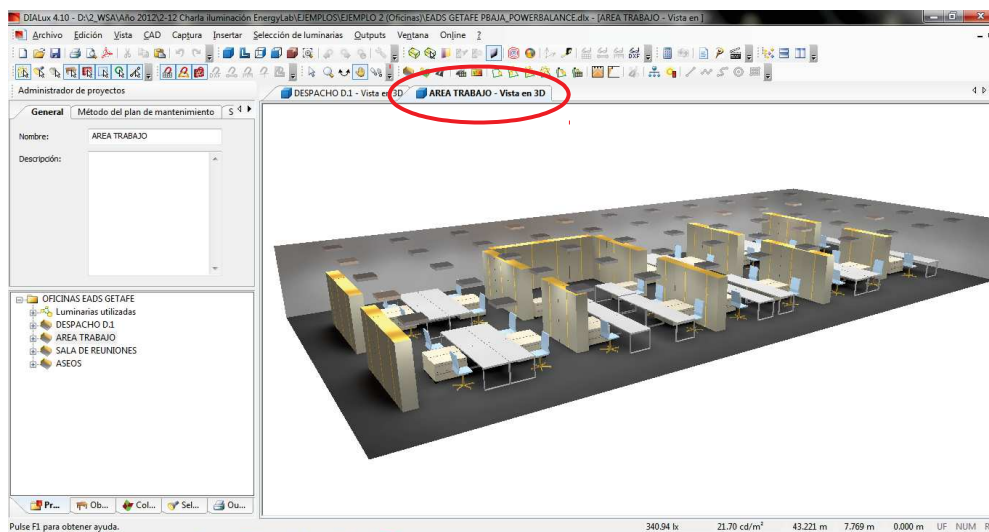 DIALux 4.10 - D:\2_WSA\Año 2012\2-12 Charla iluminación EnergyLab\EJEMPLOS\EJEMPLO 2 (Oficinas)\EADS GETAFE PBAJA_POWERBALANCE.dlx - [AREA TRABAJO - Vista en ]
Archivo Edición Vista CAD Captura Insertar Selección de luminarias Outputs Ventana Online ?
Administrador de proyectos
DESPACHO D.1 - Vista en 3D AREA TRABAJO - Vista en 3D
General Método del plan de mantenimiento S
Nombre: AREA TRABAJO
Descripción:
OFICINAS EADS GETAFE
Luminarias utilizadas
DESPACHO D.1
AREA TRABAJO
SALA DE REUNIONES
ASEOS
Pr... Ob... Col... Sel... Ou...
Pulse F1 para obtener ayuda. 340.94 lx 21.70 cd/m² 43.221 m 7.769 m 0.000 m UF NUM R